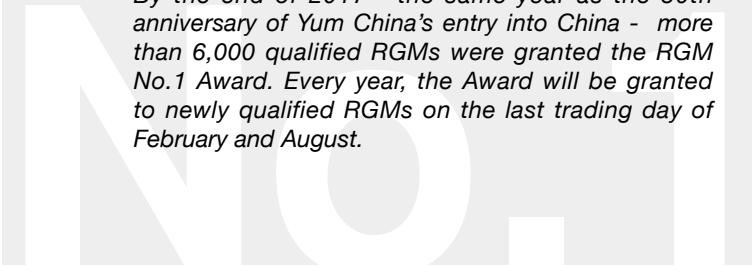 By the end of 2017 - the same year as the 30th
anniversary of Yum China's entry into China - more
than 6,000 qualified RGMs were granted the RGM
No.1 Award. Every year, the Award will be granted
to newly qualified RGMs on the last trading day of
February and August.
No.1